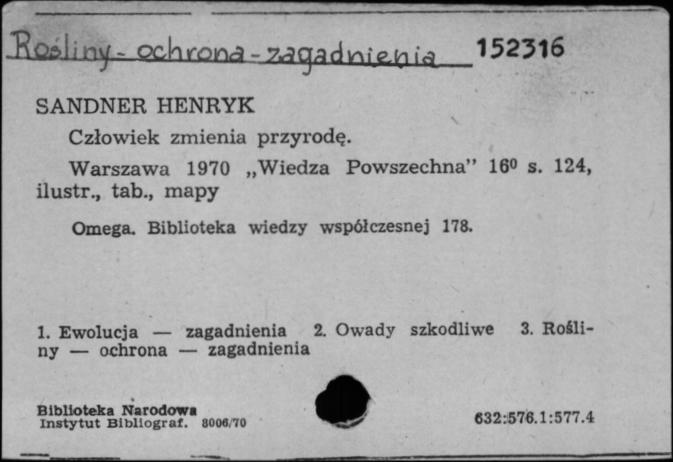 Rośliny - ochrona - zagadnienia 152316
SANDNER HENRYK
Człowiek zmienia przyrodę.
Warszawa 1970 „Wiedza Powszechna” 16⁰ s. 124,
ilustr., tab., mapy
Omega. Biblioteka wiedzy współczesnej 178.
1. Ewolucja — zagadnienia 2. Owady szkodliwe 3. Rośli-
ny — ochrona — zagadnienia
Biblioteka Narodowa
Instytut Bibliograf. 8006/70
632:576.1:577.4